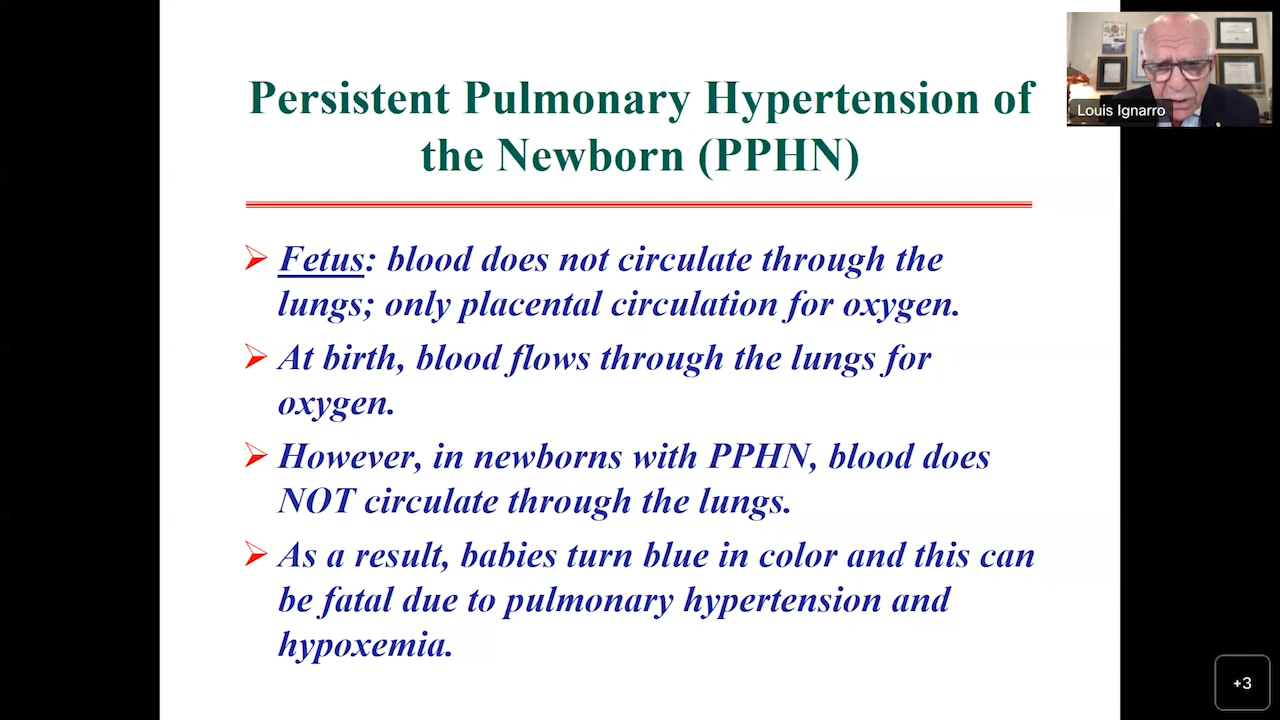 Persistent Pulmonary Hypertension of
the Newborn (PPHN)
Louis Ignarro
Fetus: blood does not circulate through the
lungs; only placental circulation for oxygen.
At birth, blood flows through the lungs for
oxygen.
However, in newborns with PPHN, blood does
NOT circulate through the lungs.
As a result, babies turn blue in color and this can
be fatal due to pulmonary hypertension and
hypoxemia.
+3